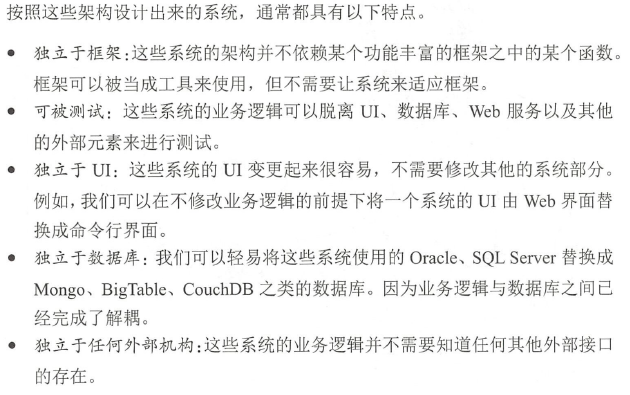 按照这些架构设计出来的系统，通常都具有以下特点。
● 独立于框架：这些系统的架构并不依赖某个功能丰富的框架之中的某个函数。
框架可以被当成工具来使用，但不需要让系统来适应框架。
● 可被测试：这些系统的业务逻辑可以脱离 UI、数据库、Web 服务以及其他
的外部元素来进行测试。
● 独立于 UI：这些系统的 UI 变更起来很容易，不需要修改其他的系统部分。
例如，我们可以在不修改业务逻辑的前提下将一个系统的 UI 由 Web 界面替
换成命令行界面。
● 独立于数据库：我们可以轻易将这些系统使用的 Oracle、SQL Server 替换成
Mongo、BigTable、CouchDB 之类的数据库。因为业务逻辑与数据库之间已
经完成了解耦。
● 独立于任何外部机构：这些系统的业务逻辑并不需要知道任何其他外部接口
的存在。